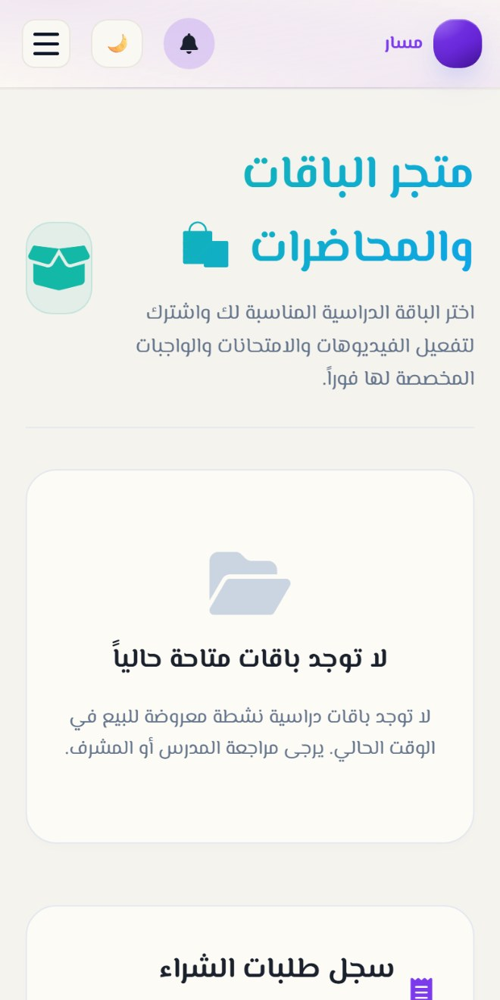 مسار
متجر الباقات
والمحاضرات
اختر الباقة الدراسية المناسبة لك واشترك
لتفعيل الفيديوهات والامتحانات والواجبات
المخصصة لها فوراً.
لا توجد باقات متاحة حالياً
لا توجد باقات دراسية نشطة معروضة للبيع في
الوقت الحالي. يرجى مراجعة المدرس أو المشرف.
سجل طلبات الشراء